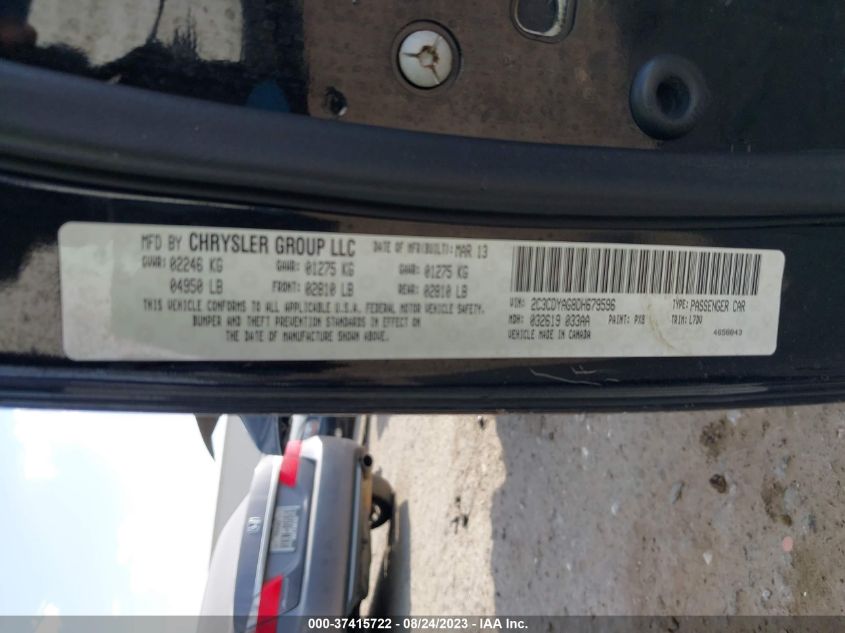 MFD BY CHRYSLER GROUP LLC DATE OF MFD(BUILT): MAR 13
GVWR: 02246 KG GAWR: 01275 KG GAWR: 01275 KG
04950 LB FRONT: 02810 LB REAR: 02810 LB
THIS VEHICLE CONFORMS TO ALL APPLICABLE U.S.A. FEDERAL MOTOR VEHICLE SAFETY,
BUMPER AND THEFT PREVENTION STANDARDS IN EFFECT ON
THE DATE OF MANUFACTURE SHOWN ABOVE.
VIN: 2C3CDYAG8DH679596 TYPE: PASSENGER CAR
MDH: 032619 033AA PAINT: PX8 TRIM: L7DV
VEHICLE MADE IN CANADA 4656043
000-37415722 - 08/24/2023 - IAA Inc.